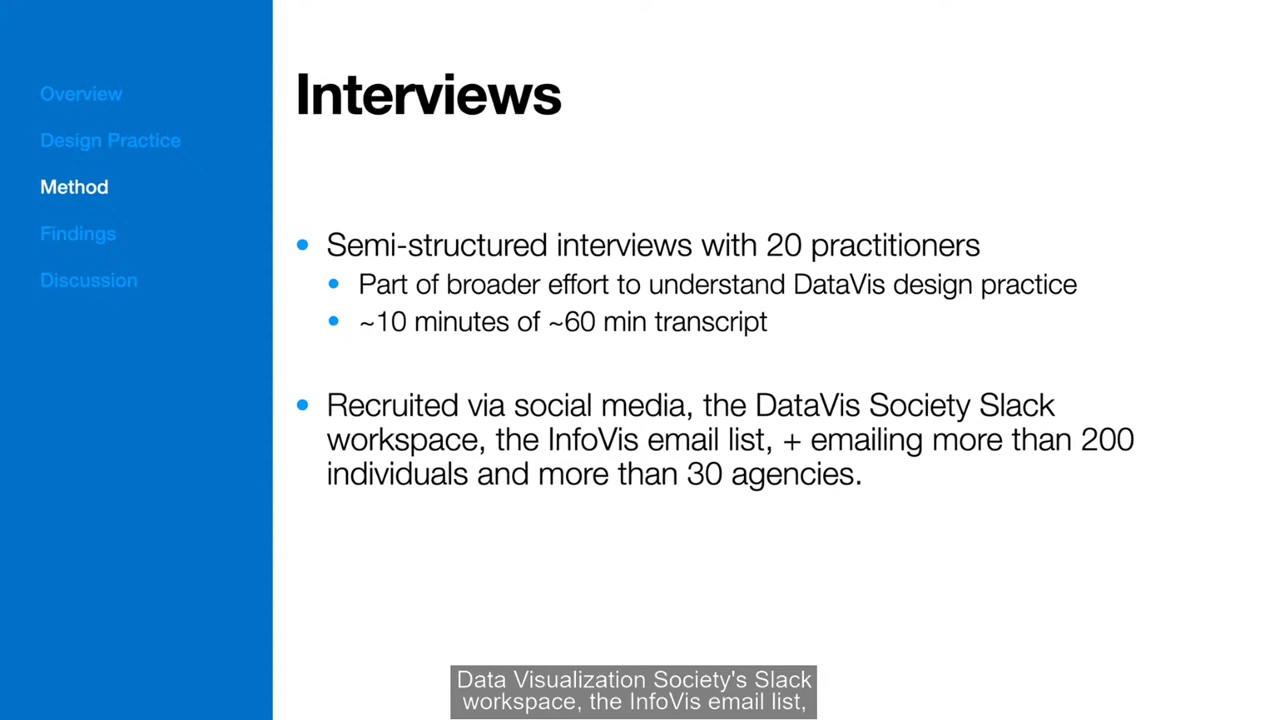 Overview
Design Practice
Method
Findings
Discussion
Interviews
• Semi-structured interviews with 20 practitioners
• Part of broader effort to understand DataVis design practice
• ~10 minutes of ~60 min transcript
• Recruited via social media, the DataVis Society Slack
workspace, the InfoVis email list, + emailing more than 200
individuals and more than 30 agencies.
Data Visualization Society's Slack
workspace, the InfoVis email list,